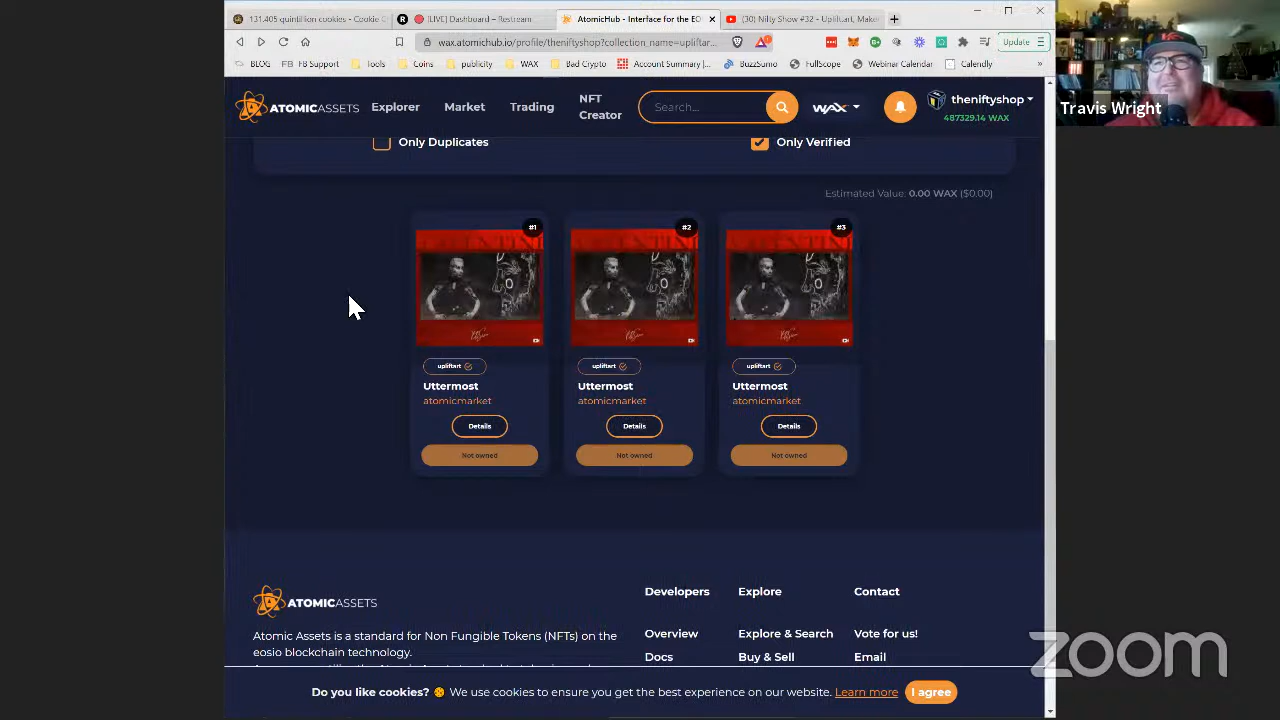 131.405 quintillion cookies - Cookie C
[LIVE] Dashboard – Restream
AtomicHub - Interface for the EO
(30) Nifty Show #32 - Upliftart, Make
wax.atomichub.io/profile/theniftyshop?collection_name=upliftar...
Update
BLOG
FB
IU Support
Tools
Coins
publicity
WAX
Bad Crypto
Account Summary J...
BuzzSumo
FullScope
Webinar Calendar
Calendly
Travis Wright
ATOMICASSETS
Explorer
Market
Trading
NFT
Creator
Search...
WAX
theniftyshop
487329.14 WAX
Only Duplicates
Only Verified
Estimated Value: 0.00 WAX ($0.00)
#1
#2
#3
upliftart
upliftart
upliftart
Uttermost
Uttermost
Uttermost
atomicmarket
atomicmarket
atomicmarket
Details
Details
Details
Not owned
Not owned
Not owned
ATOMICASSETS
Developers
Explore
Contact
Atomic Assets is a standard for Non Fungible Tokens (NFTs) on the
eosio blockchain technology.
Overview
Explore & Search
Vote for us!
Docs
Buy & Sell
Email
Do you like cookies? We use cookies to ensure you get the best experience on our website. Learn more
I agree
zoom